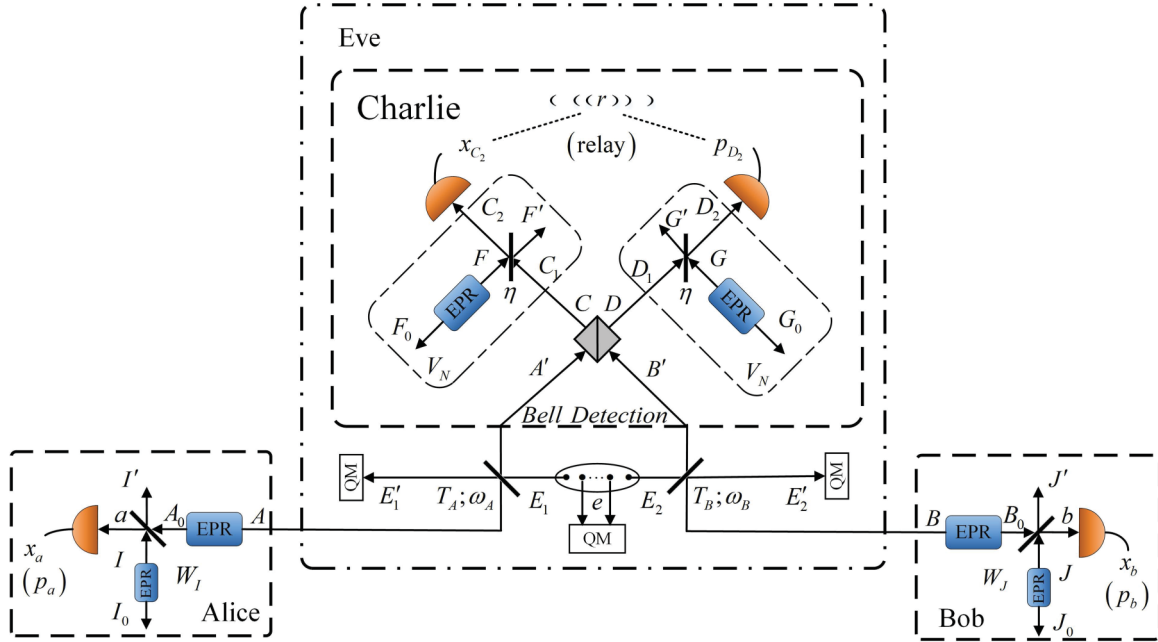 Eve
Charlie
( ( ( ( r ) ) ) )
(relay)
x_{C_2}
p_{D_2}
C_2
F'
G'
D_2
F
C_1
D_1
G
EPR
η
η
EPR
F_0
C
D
G_0
V_N
V_N
A'
B'
Bell Detection
QM
E_1'
T_A; ω_A
E_1
e
E_2
T_B; ω_B
E_2'
QM
QM
I'
a
A_0
EPR
A
x_a
(p_a)
I
EPR
W_I
I_0
Alice
B
EPR
B_0
J'
b
x_b
(p_b)
W_J
J
EPR
J_0
Bob